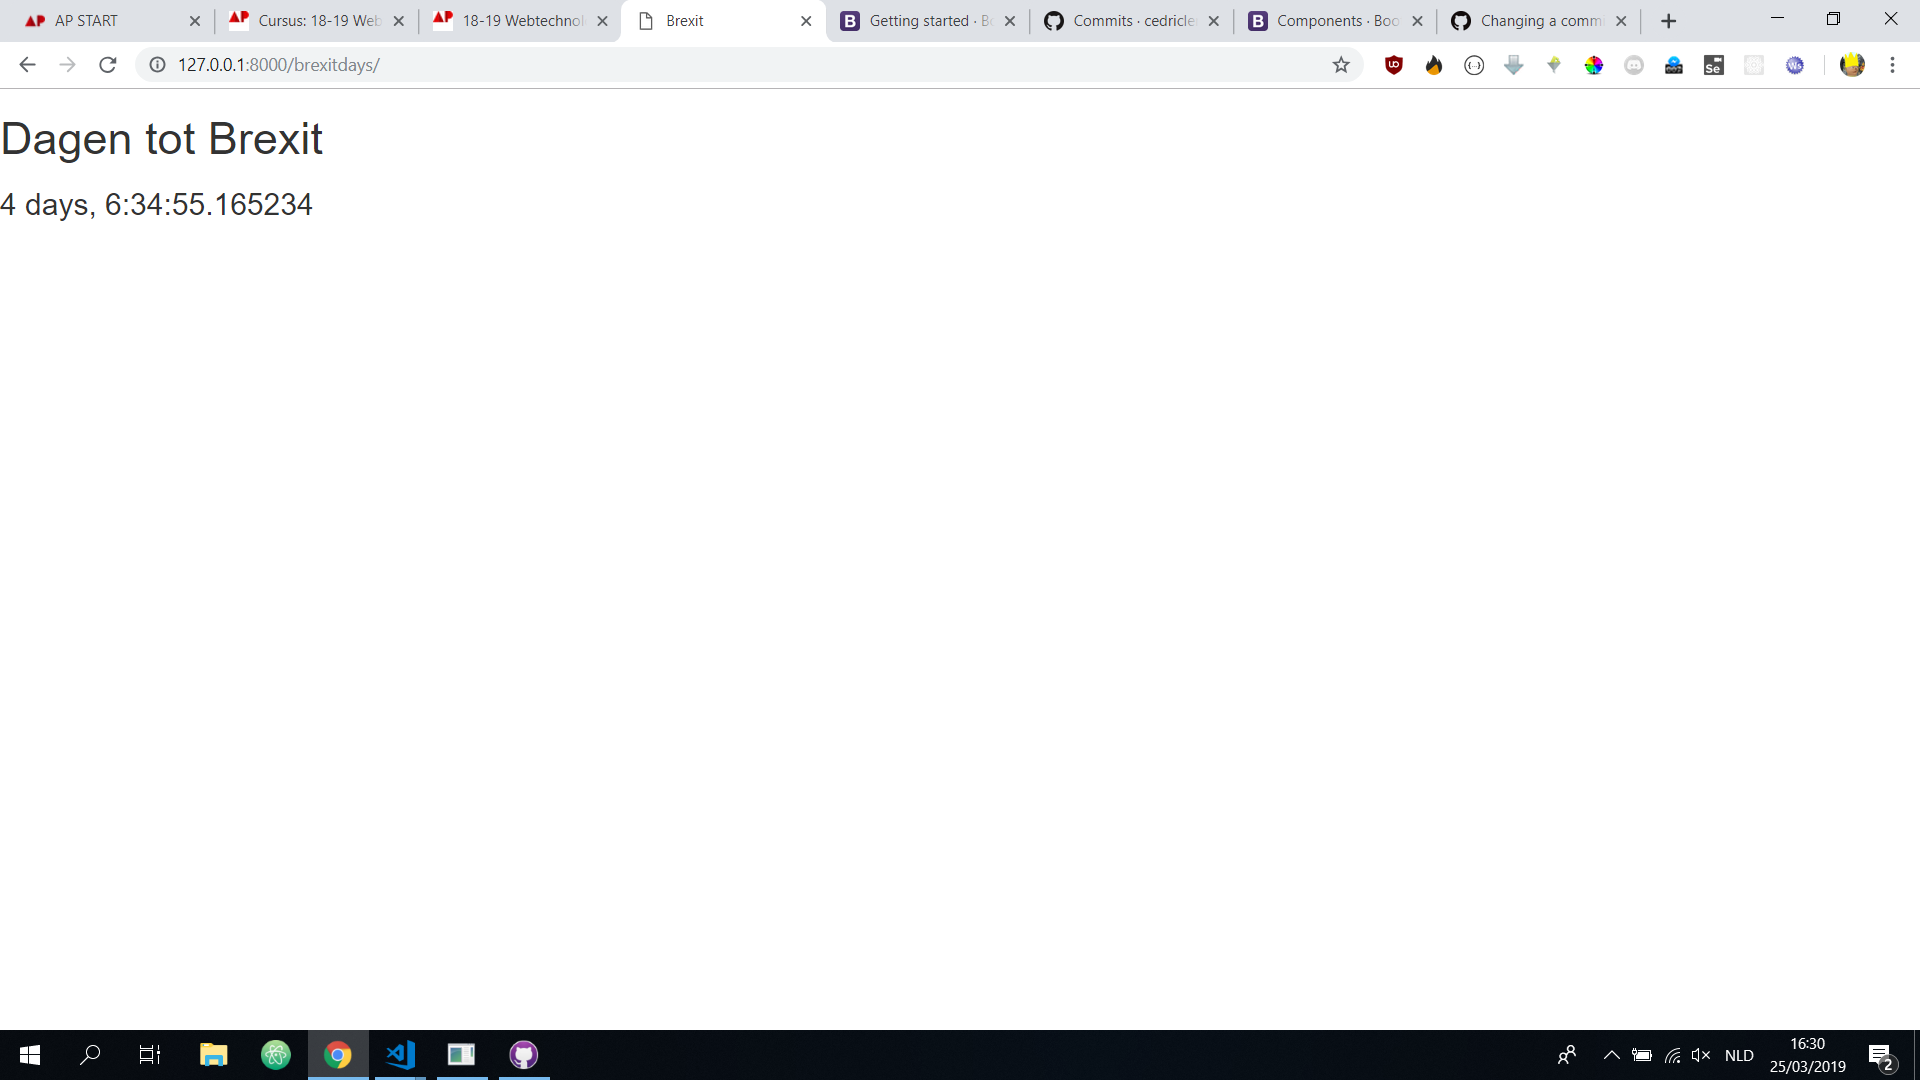 AP START
Cursus: 18-19 Web
18-19 Webtechnol
Brexit
Getting started · Bo
Commits · cedricle
Components · Boo
Changing a commi
127.0.0.1:8000/brexitdays/
Dagen tot Brexit
4 days, 6:34:55.165234
NLD
16:30
25/03/2019
2